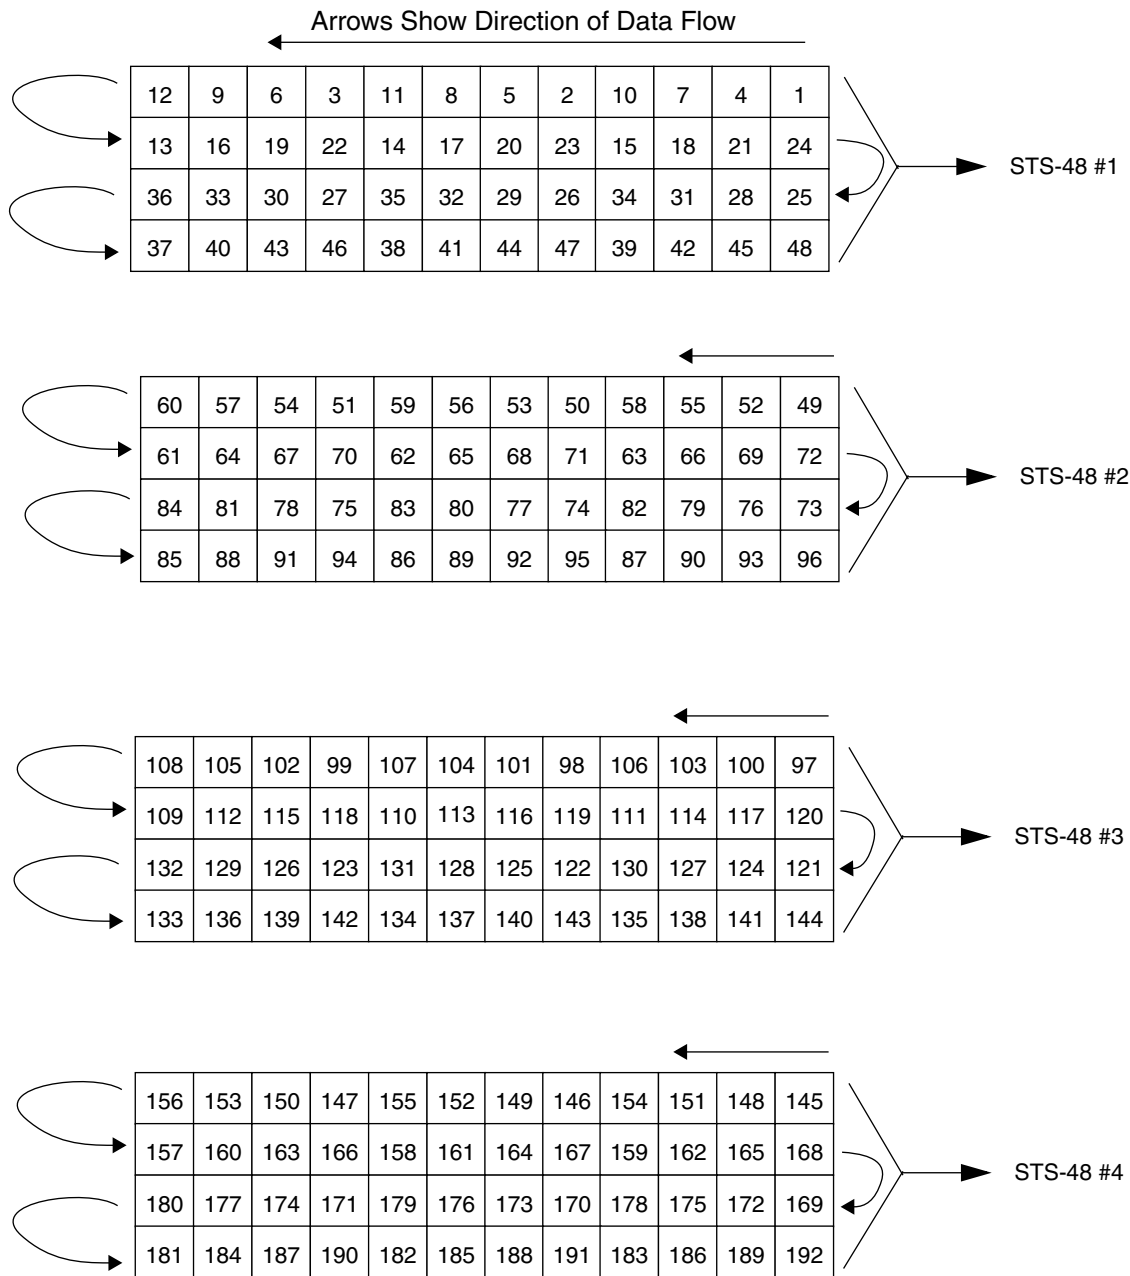 Arrows Show Direction of Data Flow
12 9 6 3 11 8 5 2 10 7 4 1
13 16 19 22 14 17 20 23 15 18 21 24
STS-48 #1
36 33 30 27 35 32 29 26 34 31 28 25
37 40 43 46 38 41 44 47 39 42 45 48
60 57 54 51 59 56 53 50 58 55 52 49
61 64 67 70 62 65 68 71 63 66 69 72
STS-48 #2
84 81 78 75 83 80 77 74 82 79 76 73
85 88 91 94 86 89 92 95 87 90 93 96
108 105 102 99 107 104 101 98 106 103 100 97
109 112 115 118 110 113 116 119 111 114 117 120
STS-48 #3
132 129 126 123 131 128 125 122 130 127 124 121
133 136 139 142 134 137 140 143 135 138 141 144
156 153 150 147 155 152 149 146 154 151 148 145
157 160 163 166 158 161 164 167 159 162 165 168
STS-48 #4
180 177 174 171 179 176 173 170 178 175 172 169
181 184 187 190 182 185 188 191 183 186 189 192